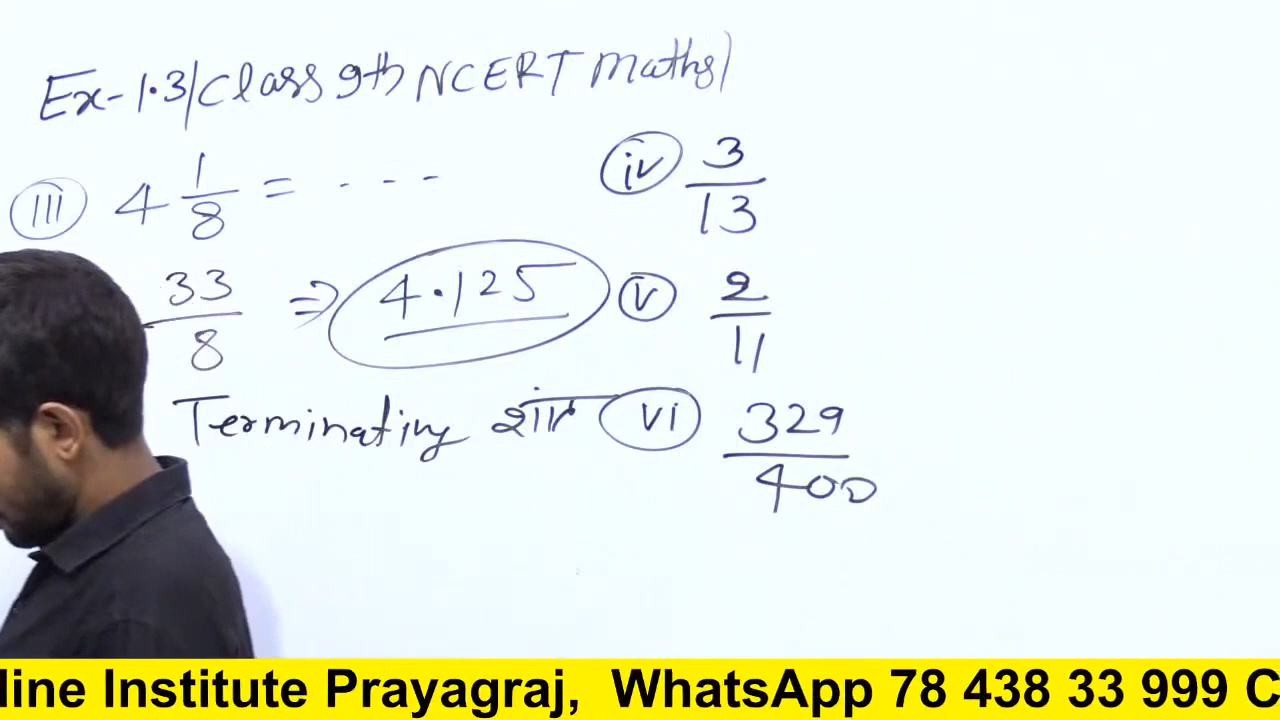 Ex-1.3/Class 9th NCERT Maths/
iii 4 1/8 = ...
33/8 ⇒ 4.125
Terminating
iv 3/13
v 2/11
vi 329/400
line Institute Prayagraj, WhatsApp 78 438 33 999 C